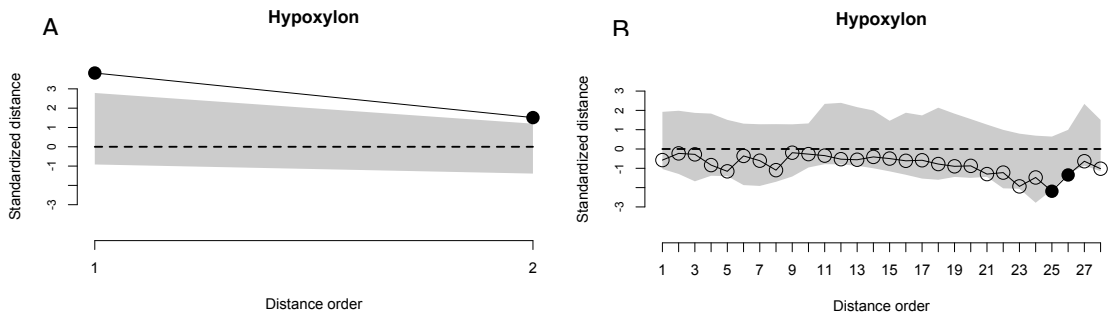 A
Hypoxylon
Standardized distance
3
2
1
0
-1
-3
1
2
Distance order
B
Hypoxylon
Standardized distance
3
1
0
-1
-3
1 3 5 7 9 11 13 15 17 19 21 23 25 27
Distance order